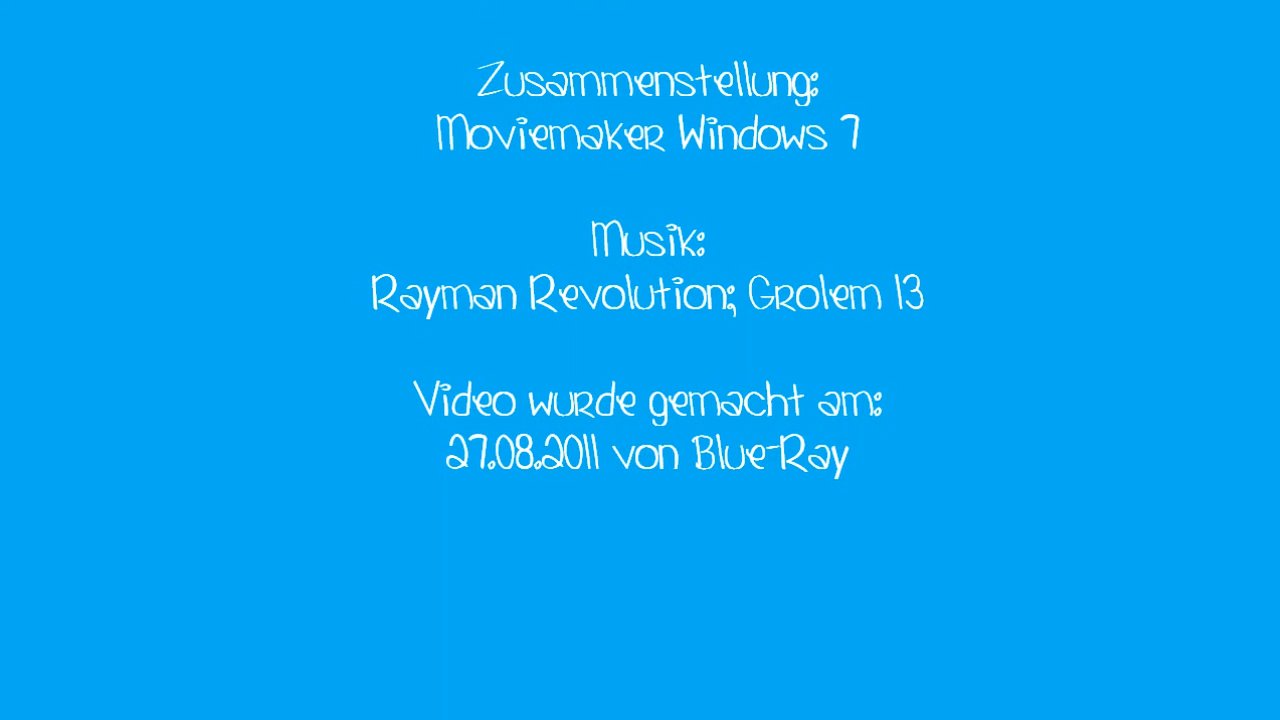 Zusammenstellung:
Moviemaker Windows 7
Musik:
Rayman Revolution; Grolem 13
Video wurde gemacht am:
27.08.2011 von Blue-Ray